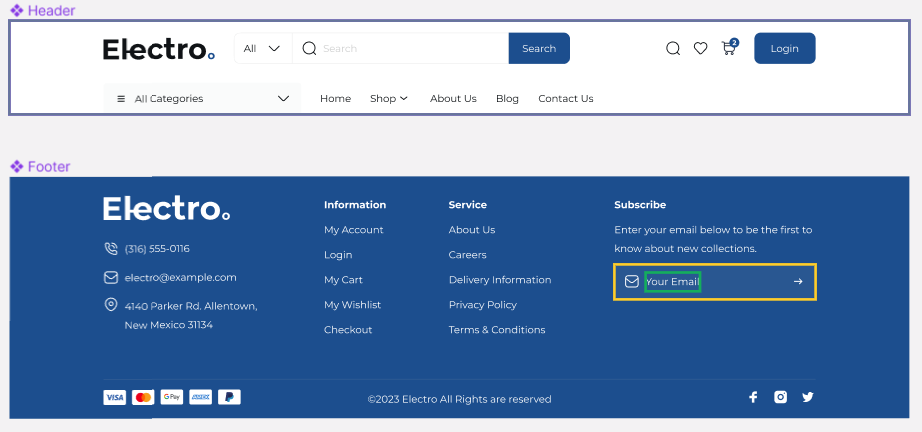 Header
Electro.
All
Search
Search
2
Login
All Categories
Home
Shop
About Us
Blog
Contact Us
Footer
Electro.
(316) 555-0116
electro@example.com
4140 Parker Rd. Allentown,
New Mexico 31134
Information
My Account
Login
My Cart
My Wishlist
Checkout
Service
About Us
Careers
Delivery Information
Privacy Policy
Terms & Conditions
Subscribe
Enter your email below to be the first to
know about new collections.
Your Email
VISA
G Pay
©2023 Electro All Rights are reserved